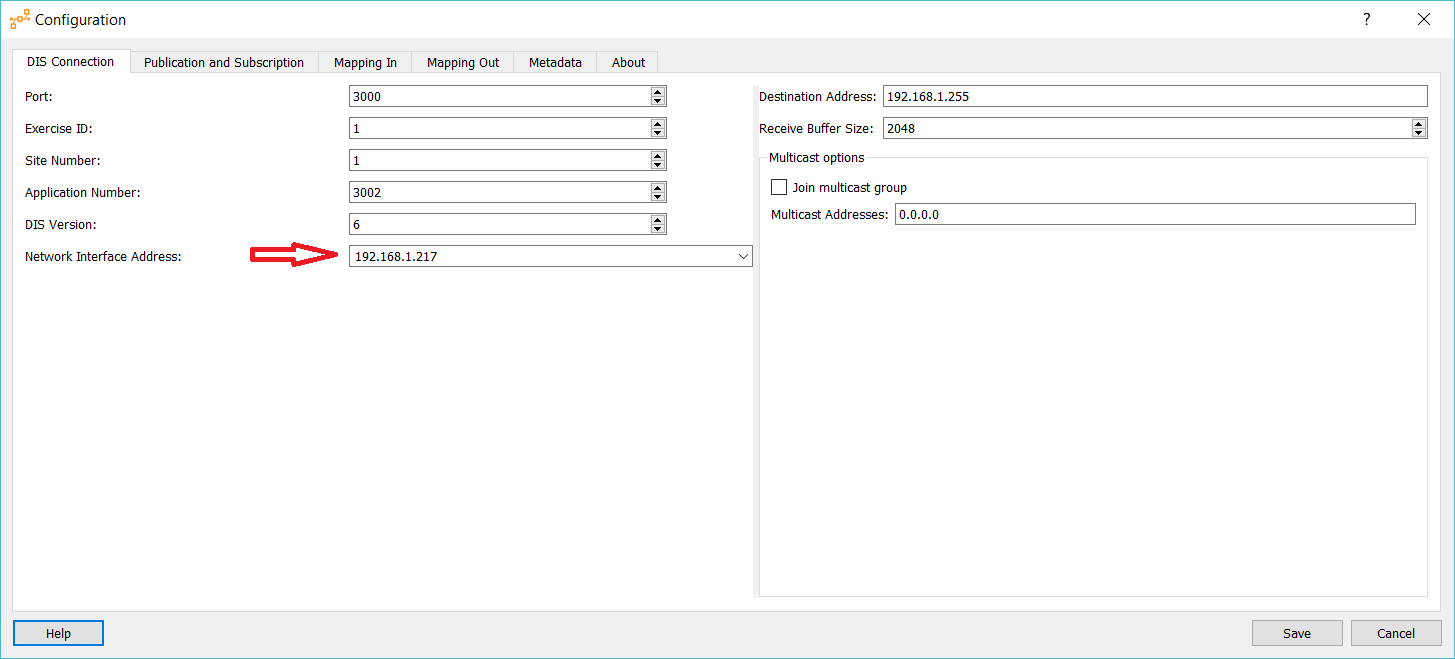 Configuration
?
DIS Connection
Publication and Subscription
Mapping In
Mapping Out
Metadata
About
Port:
3000
Exercise ID:
1
Site Number:
1
Application Number:
3002
DIS Version:
6
Network Interface Address:
192.168.1.217
Destination Address:
192.168.1.255
Receive Buffer Size:
2048
Multicast options
Join multicast group
Multicast Addresses:
0.0.0.0
Help
Save
Cancel